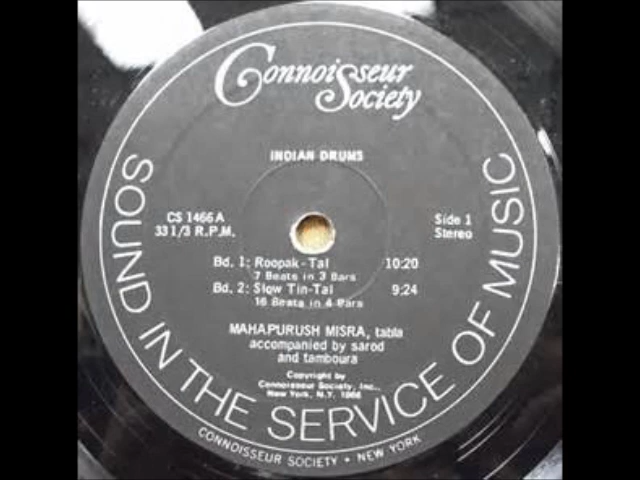 Connoisseur
Society
INDIAN DRUMS
CS 1466 A
33 1/3 R.P.M.
Side 1
Stereo
Bd. 1: Roopak-Tal 10:20
7 Beats in 3 Bars
Bd. 2: Slow Tin-Tal 9:24
16 Beats in 4 Bars
MAHAPURUSH MISRA, tabla
accompanied by sarod
and tamboura
Copyright by
Connoisseur Society, Inc.,
New York, N.Y. 1966
SOUND IN THE SERVICE OF MUSIC
CONNOISSEUR SOCIETY • NEW YORK